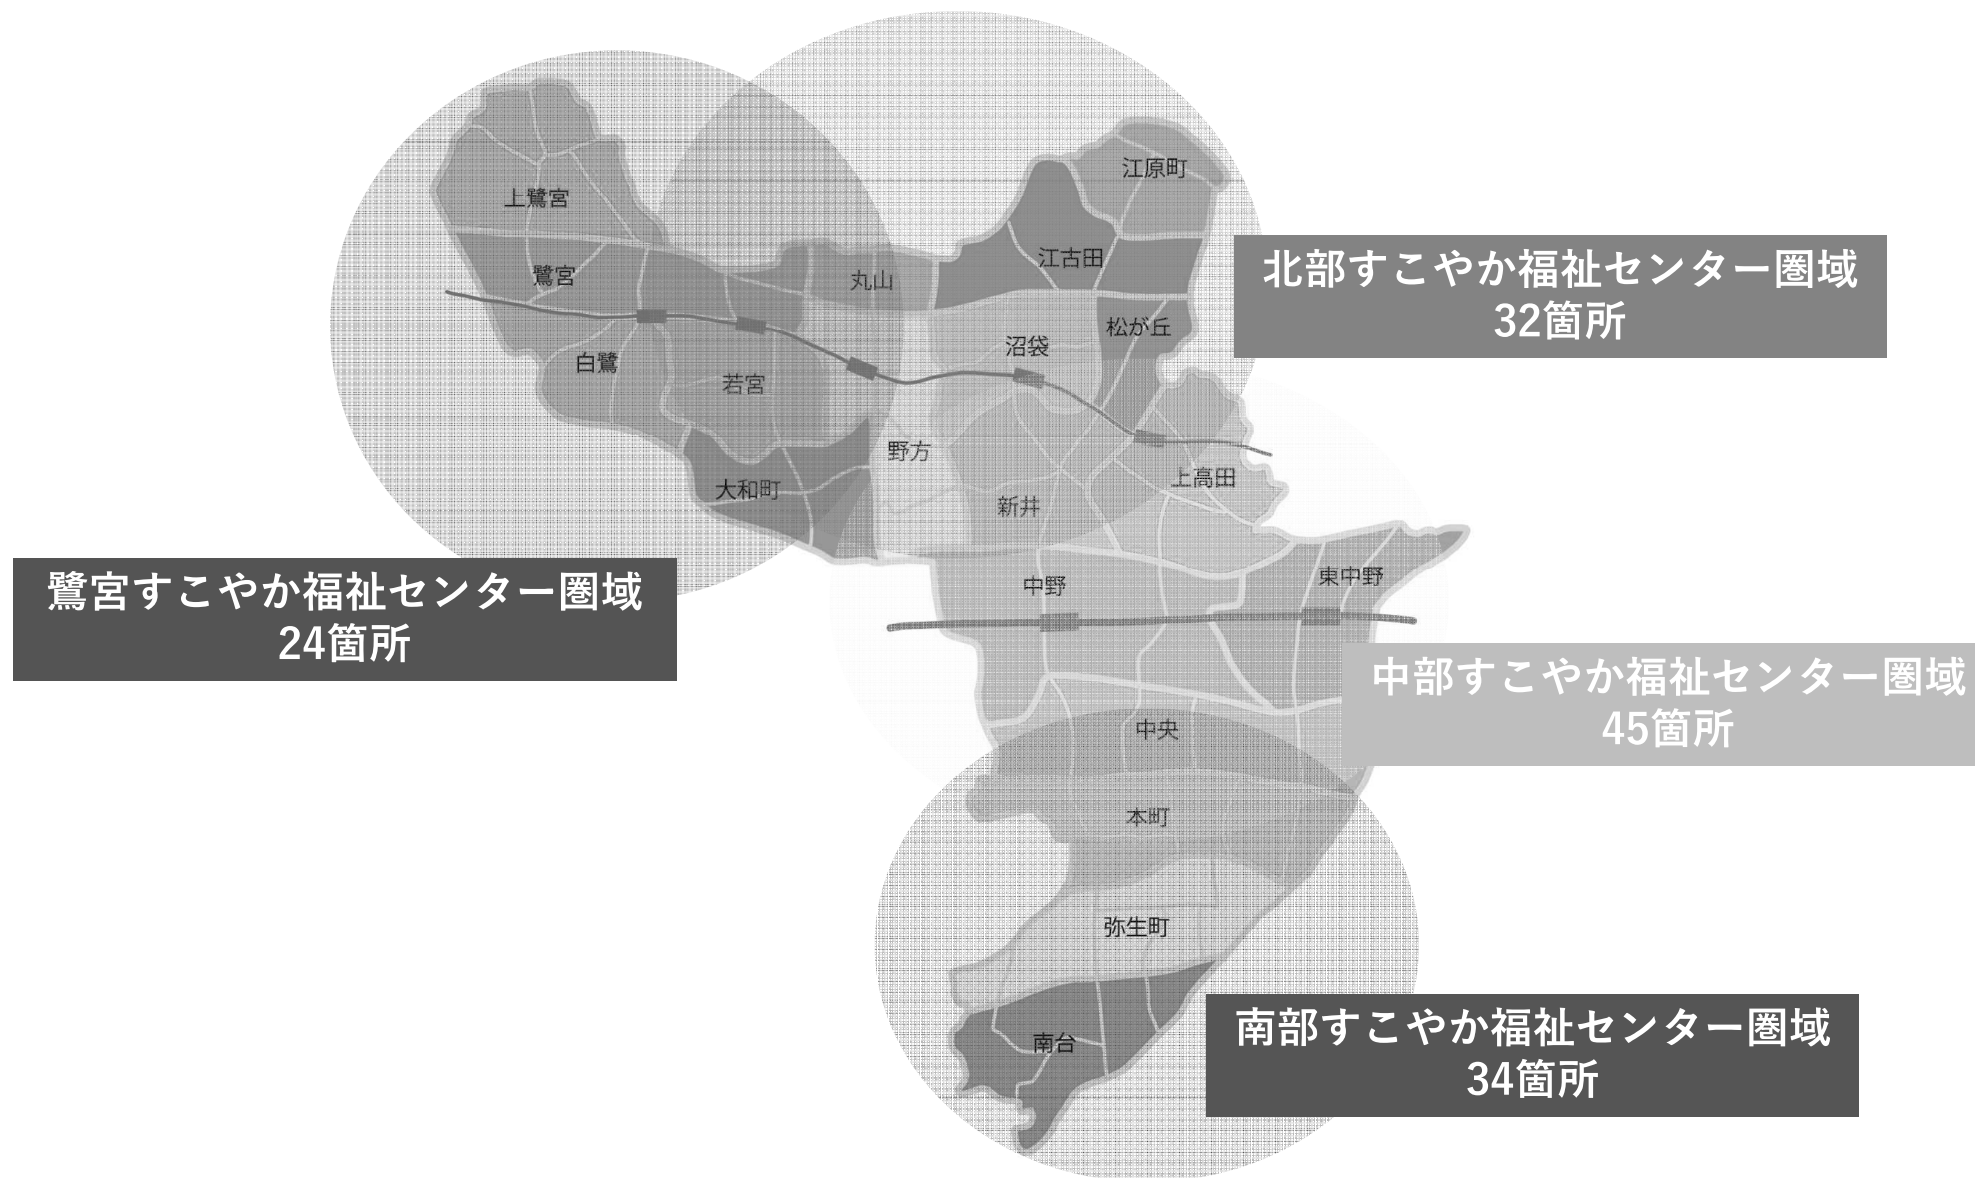 江原町
上鷺宮
江古田
北部すこやか福祉センター圏域
32箇所
鷺宮
丸山
松が丘
沼袋
白鷺
若宮
野方
上高田
大和町
新井
鷺宮すこやか福祉センター圏域
24箇所
中野
東中野
中部すこやか福祉センター圏域
45箇所
中央
本町
弥生町
南部すこやか福祉センター圏域
34箇所
南台